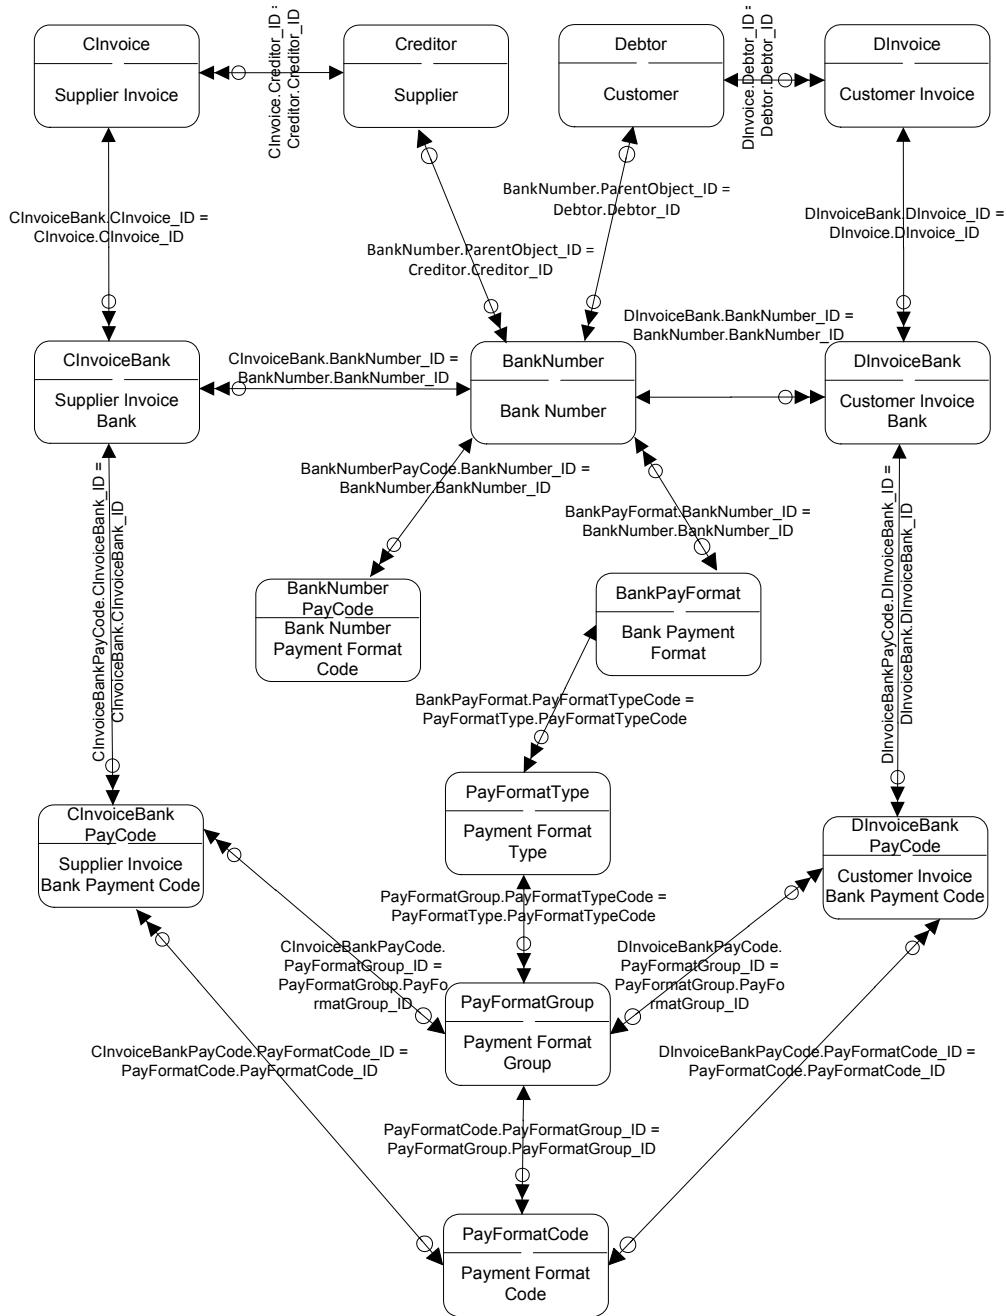 CInvoice
Supplier Invoice
CInvoice.Creditor_ID =
Creditor.Creditor_ID
Creditor
Supplier
Debtor
Customer
DInvoice.Debtor_ID =
Debtor.Debtor_ID
DInvoice
Customer Invoice
CInvoiceBank.CInvoice_ID =
CInvoice.CInvoice_ID
BankNumber.ParentObject_ID =
Creditor.Creditor_ID
BankNumber.ParentObject_ID =
Debtor.Debtor_ID
DInvoiceBank.DInvoice_ID =
DInvoice.DInvoice_ID
CInvoiceBank
Supplier Invoice
Bank
CInvoiceBank.BankNumber_ID =
BankNumber.BankNumber_ID
BankNumber
Bank Number
DInvoiceBank.BankNumber_ID =
BankNumber.BankNumber_ID
DInvoiceBank
Customer Invoice
Bank
CInvoiceBankPayCode.CInvoiceBank_ID =
CInvoiceBank.CInvoiceBank_ID
BankNumberPayCode.BankNumber_ID =
BankNumber.BankNumber_ID
BankPayFormat.BankNumber_ID =
BankNumber.BankNumber_ID
DInvoiceBankPayCode.DInvoiceBank_ID =
DInvoiceBank.DInvoiceBank_ID
BankNumber
PayCode
Bank Number
Payment Format
Code
BankPayFormat
Bank Payment
Format
BankPayFormat.PayFormatTypeCode =
PayFormatType.PayFormatTypeCode
PayFormatType
Payment Format
Type
CInvoiceBank
PayCode
Supplier Invoice
Bank Payment Code
DInvoiceBank
PayCode
Customer Invoice
Bank Payment Code
PayFormatGroup.PayFormatTypeCode =
PayFormatType.PayFormatTypeCode
CInvoiceBankPayCode.
PayFormatGroup_ID =
PayFormatGroup.PayFo
rmatGroup_ID
DInvoiceBankPayCode.
PayFormatGroup_ID =
PayFormatGroup.PayFo
rmatGroup_ID
PayFormatGroup
Payment Format
Group
CInvoiceBankPayCode.PayFormatCode_ID =
PayFormatCode.PayFormatCode_ID
DInvoiceBankPayCode.PayFormatCode_ID =
PayFormatCode.PayFormatCode_ID
PayFormatCode.PayFormatGroup_ID =
PayFormatGroup.PayFormatGroup_ID
PayFormatCode
Payment Format
Code